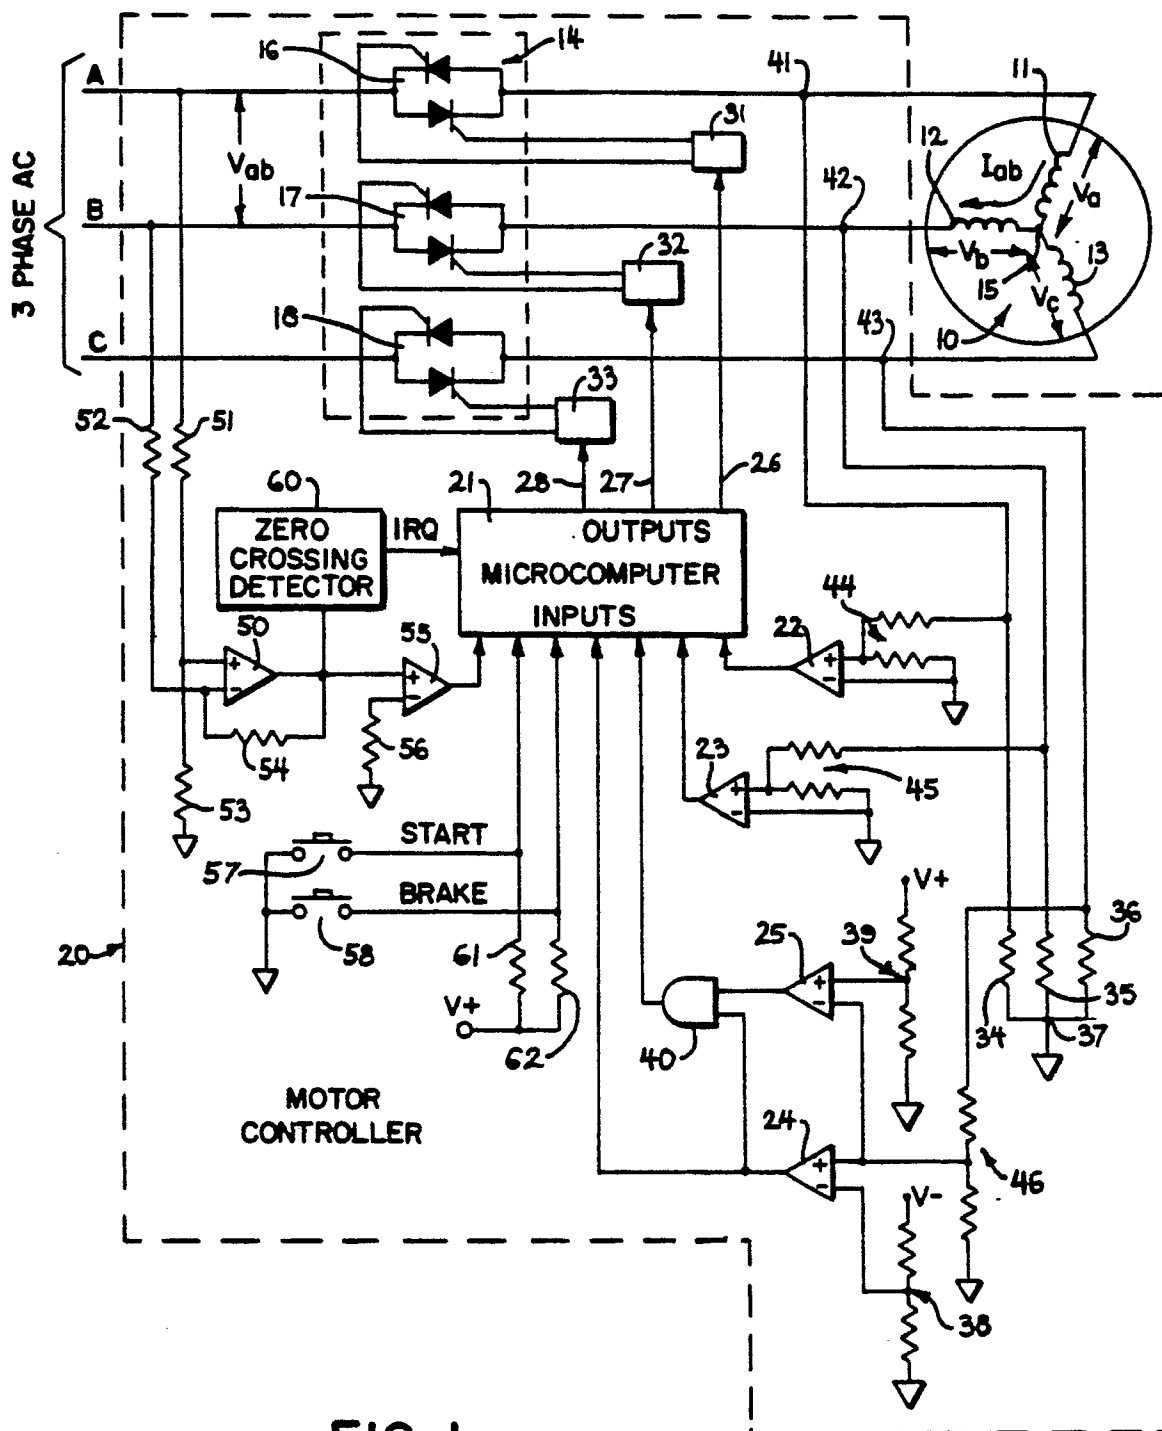 16
14
41
11
A
31
12
Iab
Va
Vab
3 PHASE AC
17
42
B
32
Vb
13
15
Vc
18
43
10
C
33
52
51
60
21
28
27
26
ZERO
CROSSING
DETECTOR
IRQ
OUTPUTS
MICROCOMPUTER
INPUTS
44
50
55
22
+
-
+
-
+
-
56
54
23
45
53
+
-
START
57
BRAKE
V+
58
20
61
25
39
36
+
-
V+
34
35
62
40
37
MOTOR
CONTROLLER
24
+
-
46
V-
38